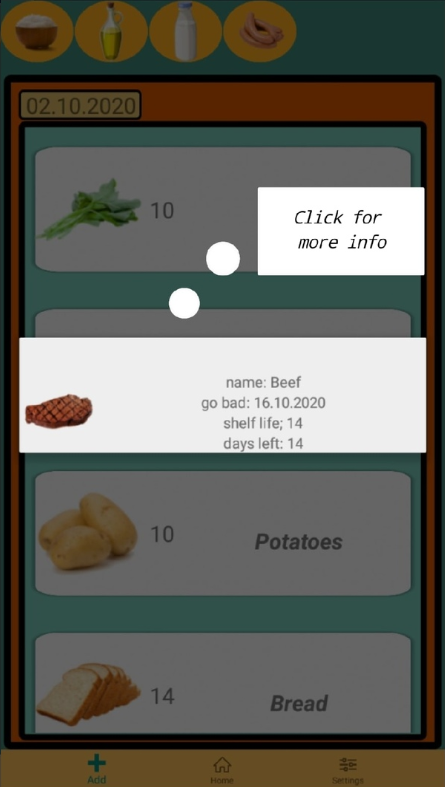 02.10.2020
10
Click for
more info
name: Beef
go bad: 16.10.2020
shelf life; 14
days left: 14
10
Potatoes
14
Bread
Add
Home
Settings